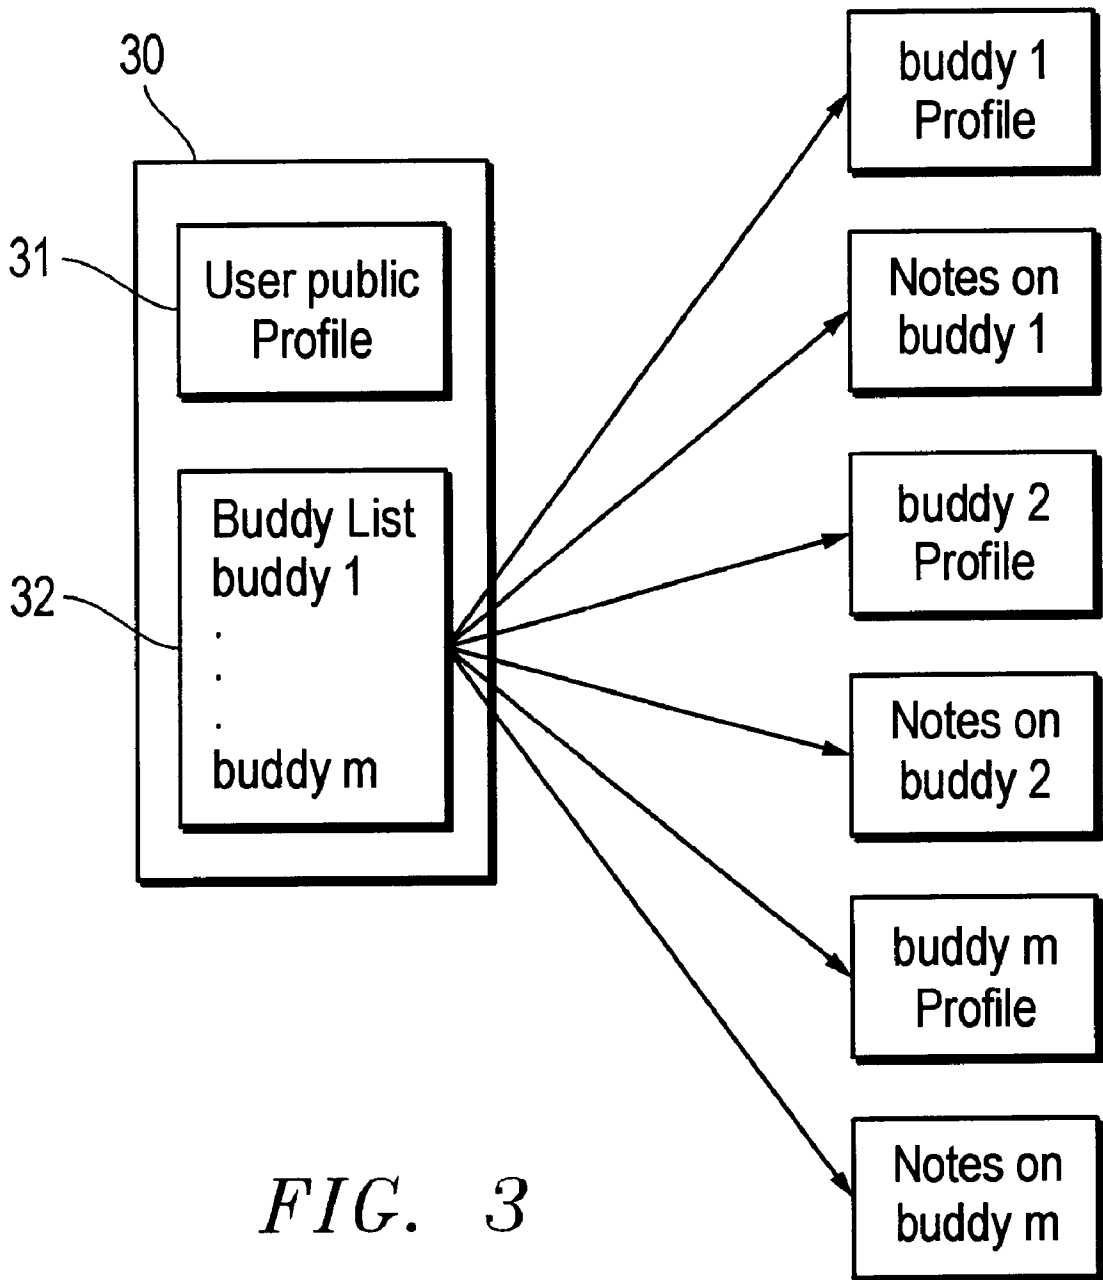 30
31
User public
Profile
32
Buddy List
buddy 1
.
.
.
buddy m
buddy 1
Profile
Notes on
buddy 1
buddy 2
Profile
Notes on
buddy 2
buddy m
Profile
Notes on
buddy m
FIG. 3